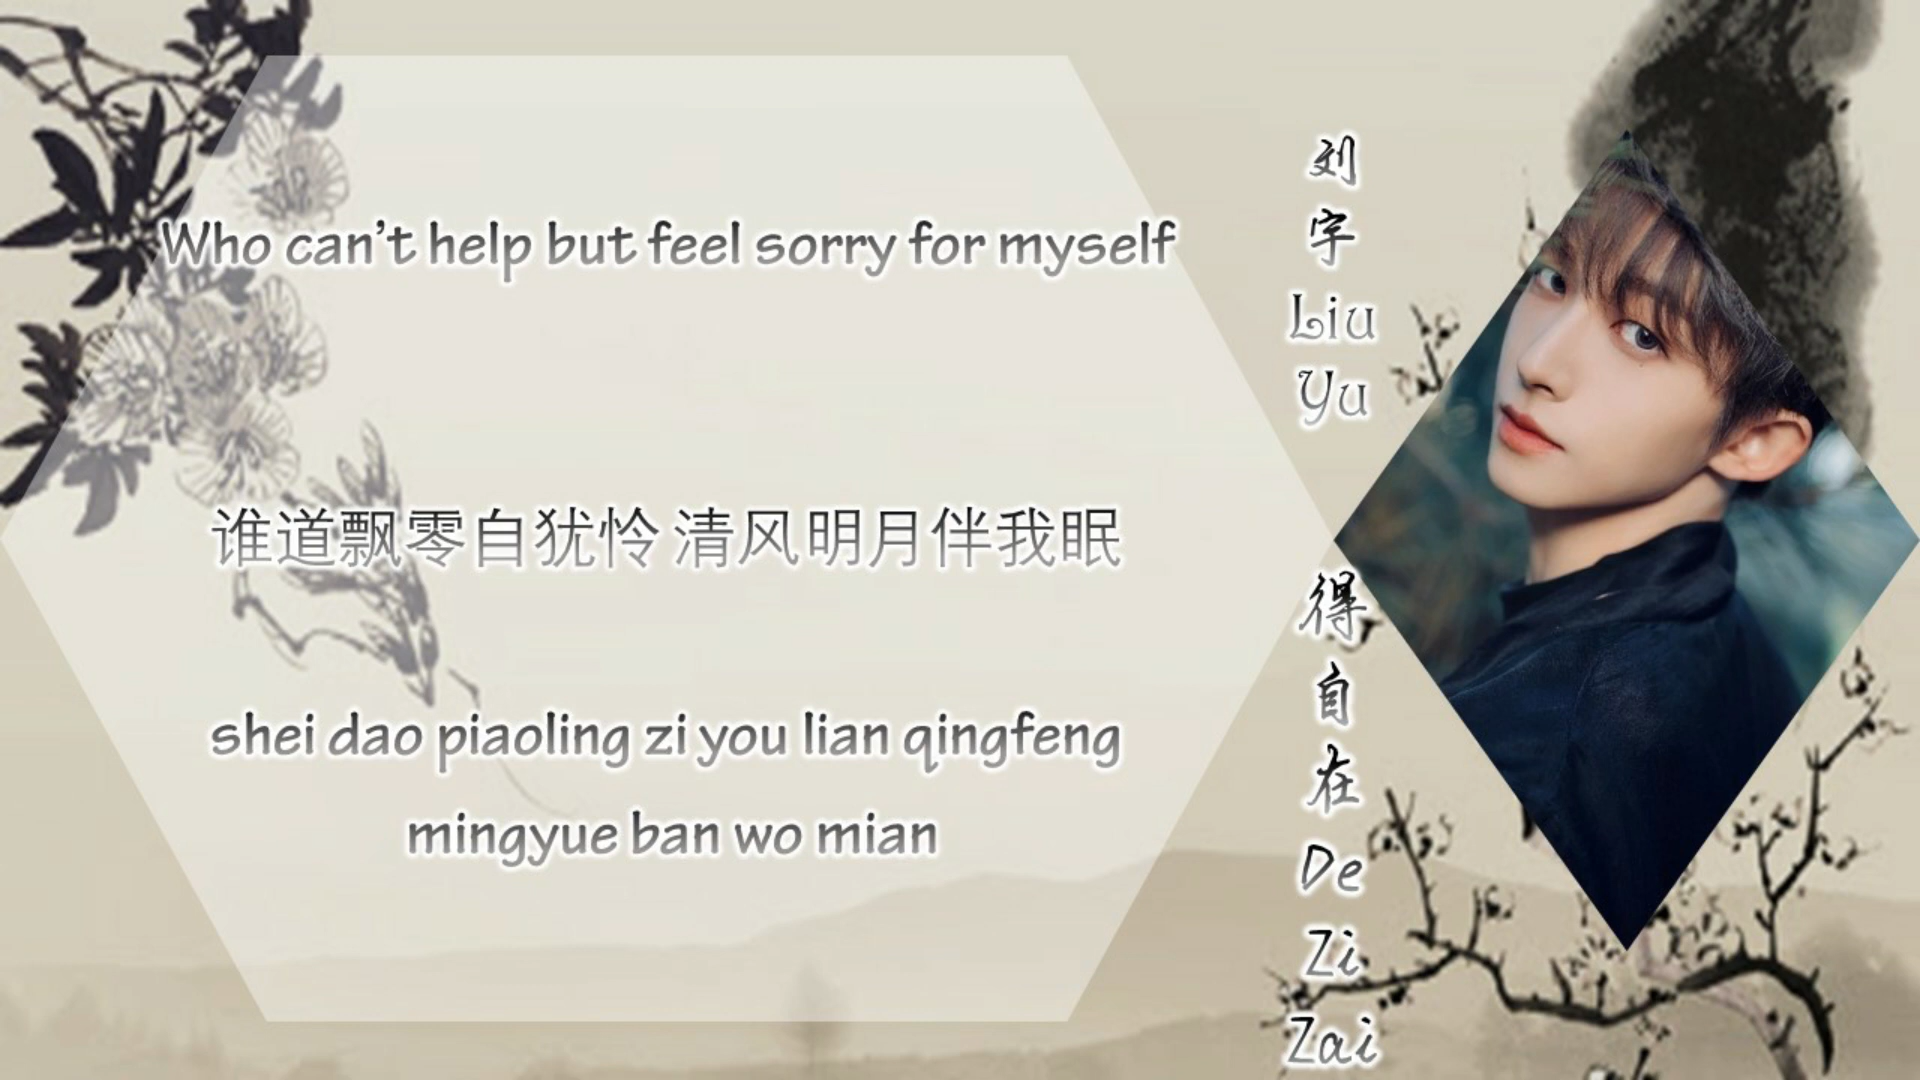 Who can't help but feel sorry for myself
谁道飘零自犹怜 清风明月伴我眠
shei dao piaoling zi you lian qingfeng
mingyue ban wo mian
刘
宇
Liu
Yu
得
自
在
De
Zi
Zai